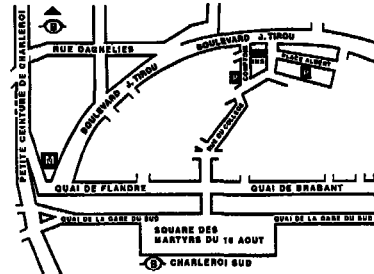 B
RUE DAGNELIES
BOULEVARD J. TIROU
BOULEVARD J. TIROU
PETITE CEINTURE DE CHARLEROI
COMPTOIR
PLACE ALBERT
P
P
RUE DU COLLEGE
M
QUAI DE FLANDRE
QUAI DE BRABANT
QUAI DE LA GARE DU SUD
QUAI DE LA GARE DU SUD
SQUARE DES
MARTYRS DU 18 AOUT
B CHARLEROI SUD